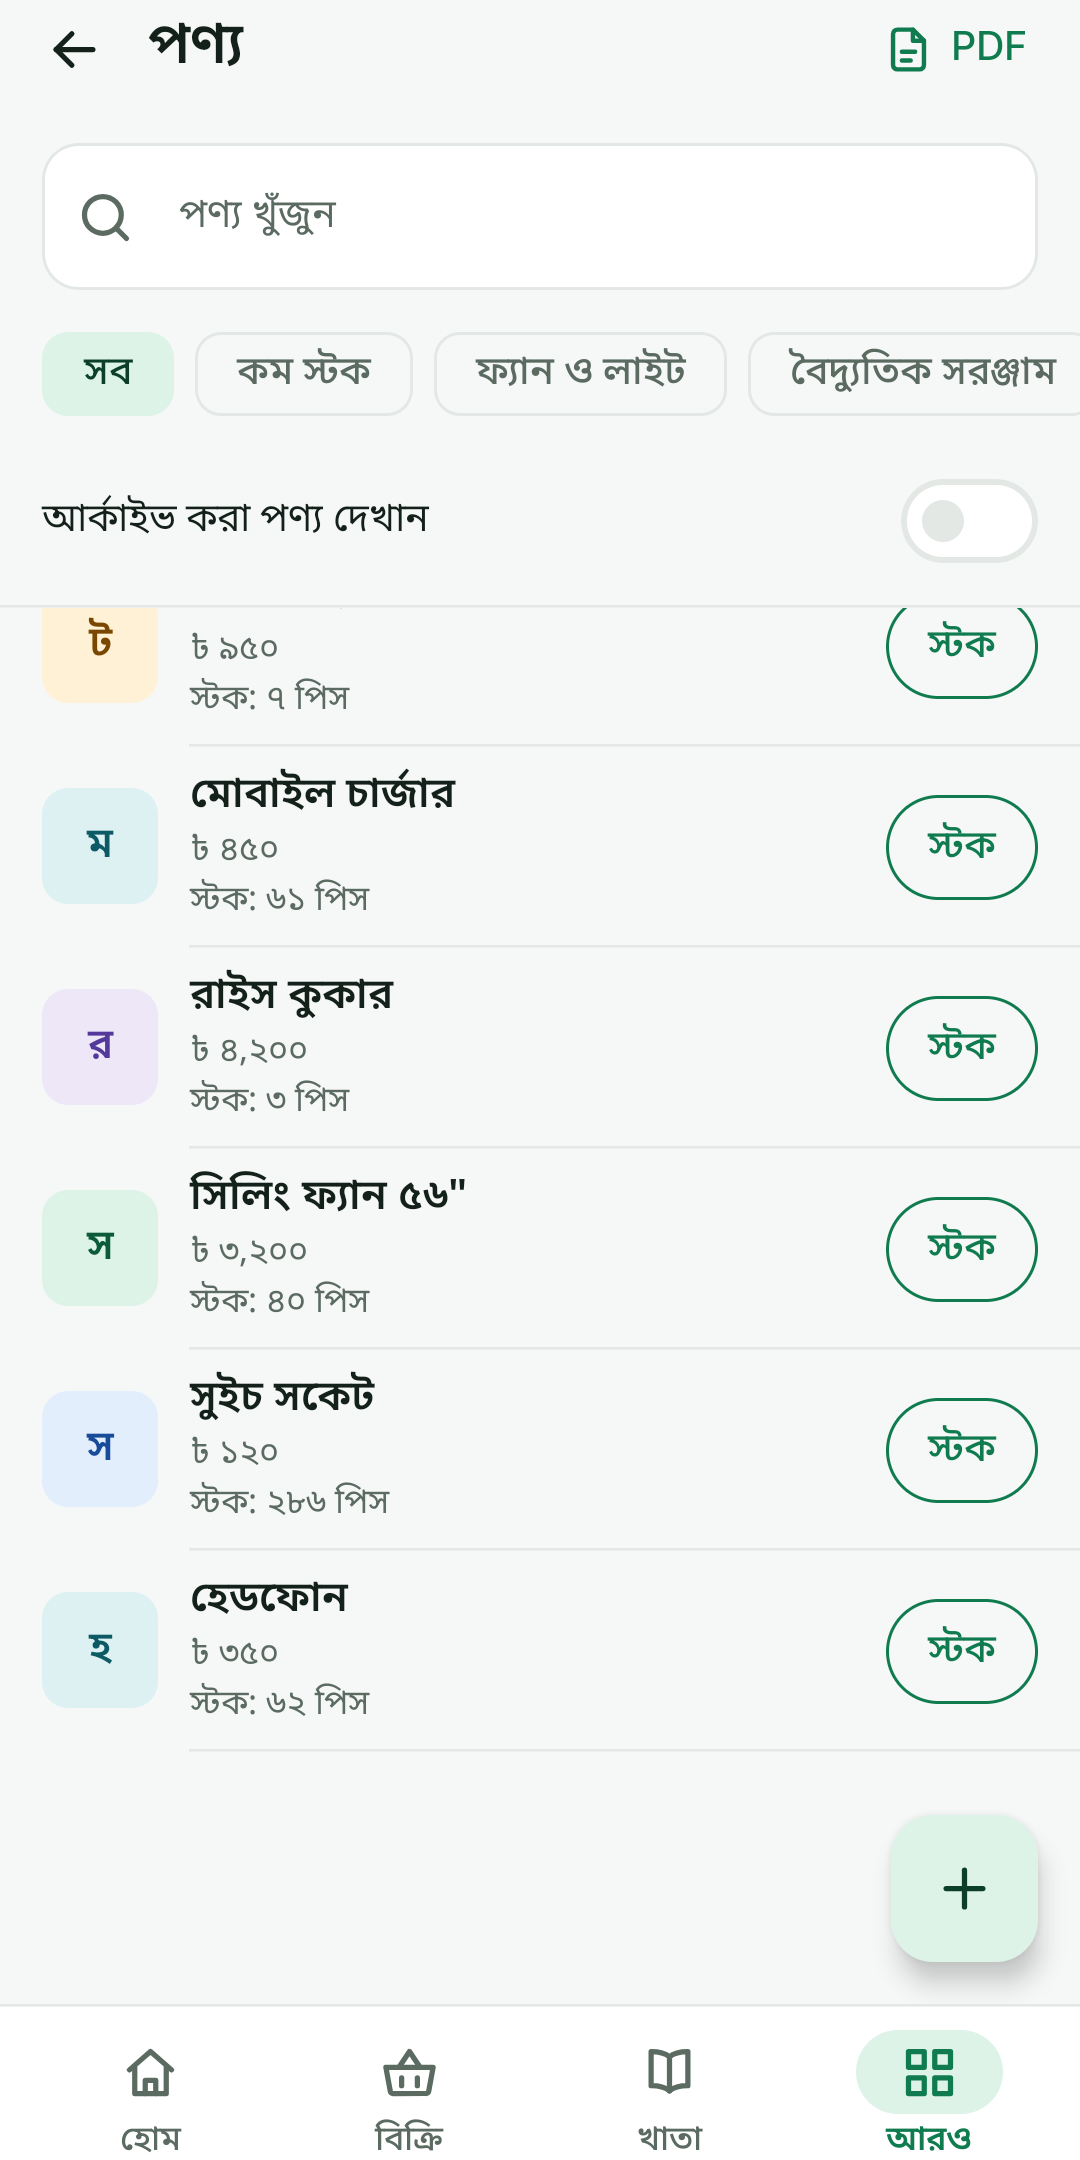 পণ্য
PDF
পণ্য খুঁজুন
সব
কম স্টক
ফ্যান ও লাইট
বৈদ্যুতিক সরঞ্জাম
আর্কাইভ করা পণ্য দেখান
ট
৳ ৯৫০
স্টক: ৭ পিস
স্টক
ম
মোবাইল চার্জার
৳ ৪৫০
স্টক: ৬১ পিস
স্টক
র
রাইস কুকার
৳ ৪,২০০
স্টক: ৩ পিস
স্টক
স
সিলিং ফ্যান ৫৬"
৳ ৩,২০০
স্টক: ৪০ পিস
স্টক
স
সুইচ সকেট
৳ ১২০
স্টক: ২৮৬ পিস
স্টক
হ
হেডফোন
৳ ৩৫০
স্টক: ৬২ পিস
স্টক
হোম
বিক্রি
খাতা
আরও